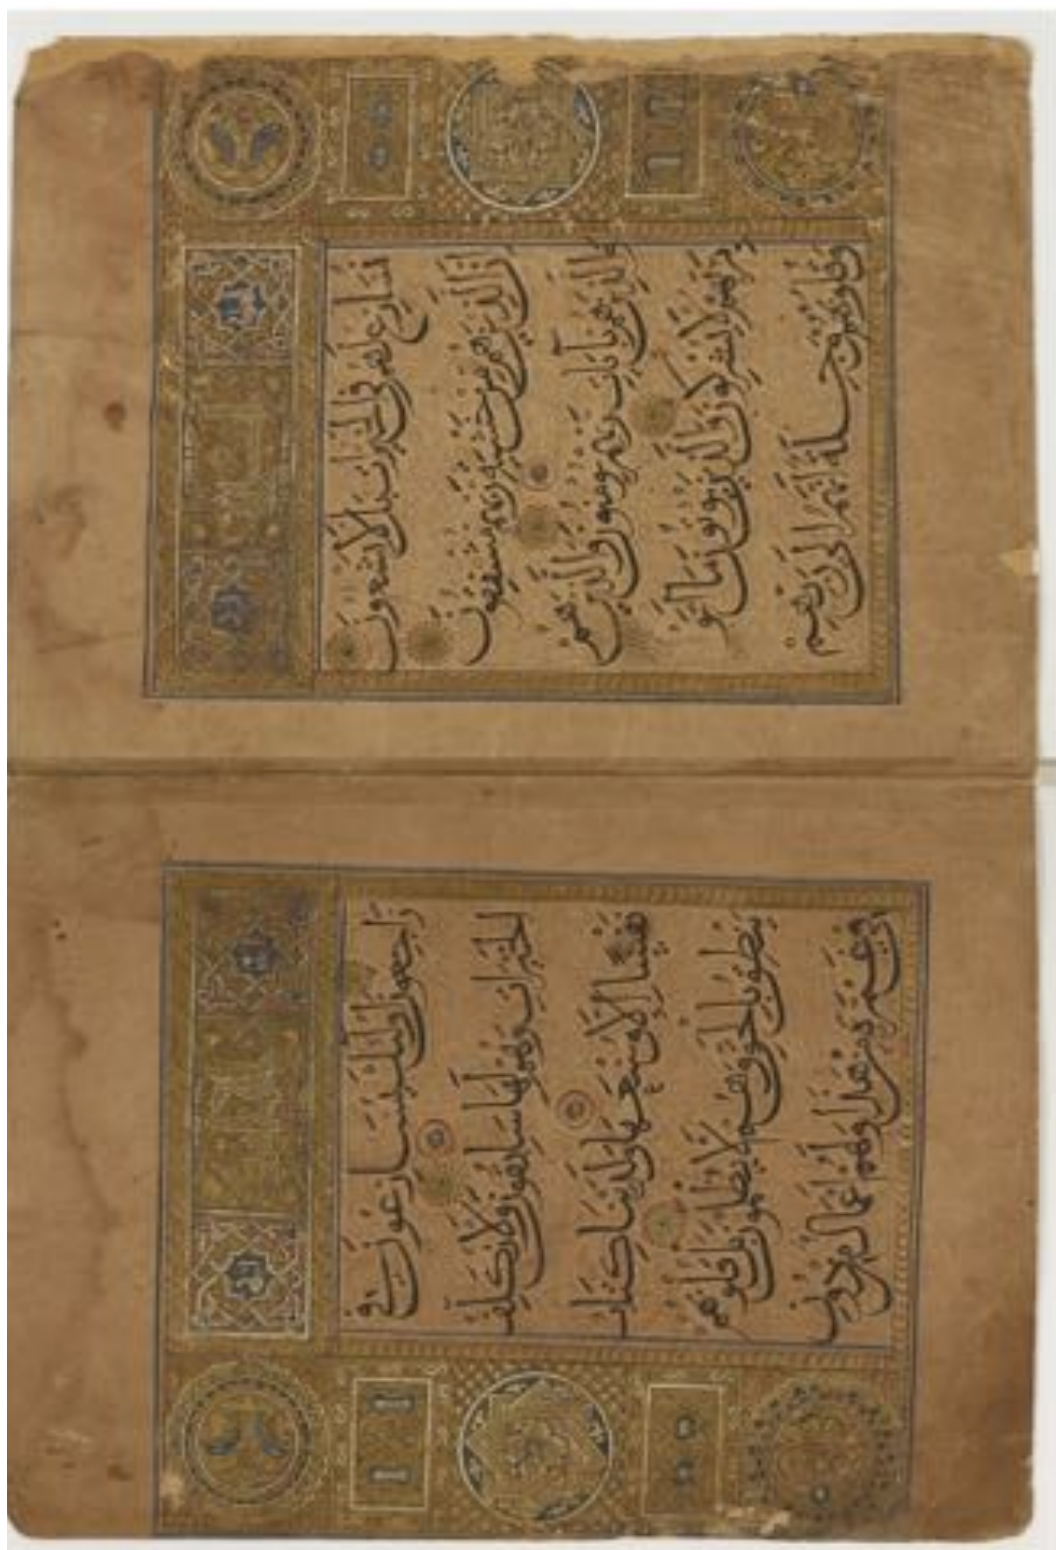 نسارع لهم في الخيرات بل لا يشعرون
إن الذين هم من خشية ربهم مشفقون
والذين هم بآيات ربهم يؤمنون والذين هم
بربهم لا يشركون والذين يؤتون ما آتوا
وقلوبهم وجلة أنهم إلى ربهم
راجعون أولئك يسارعون في
الخيرات وهم لها سابقون ولا نكلف
نفسا إلا وسعها ولدينا كتاب
ينطق بالحق وهم لا يظلمون بل قلوبهم
في غمرة من هذا ولهم أعمال من دون